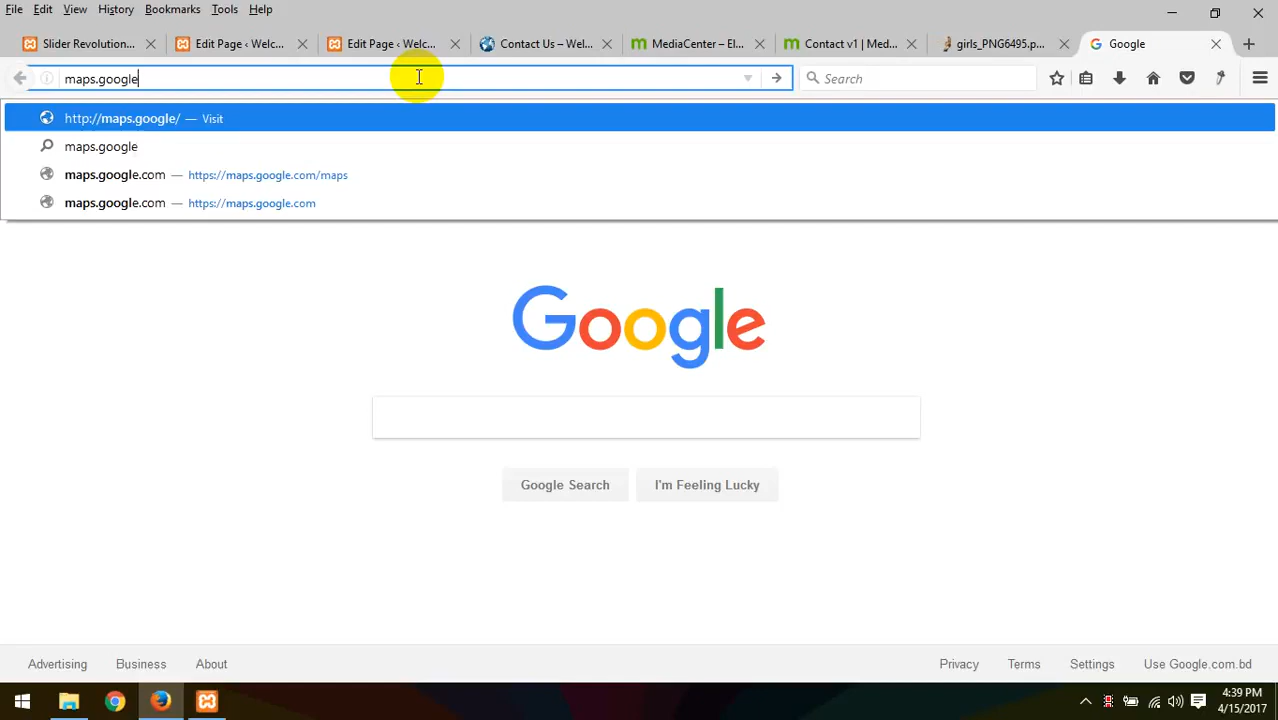 File Edit View History Bookmarks Tools Help
Slider Revolution... Edit Page ‹ Welc... Edit Page ‹ Welc... Contact Us – Wel... MediaCenter – El... Contact v1 | Med... girls_PNG6495.p... Google
maps.google Search
http://maps.google/ — Visit
maps.google
maps.google.com — https://maps.google.com/maps
maps.google.com — https://maps.google.com
Google
Google Search I'm Feeling Lucky
Advertising Business About Privacy Terms Settings Use Google.com.bd
4:39 PM
4/15/2017